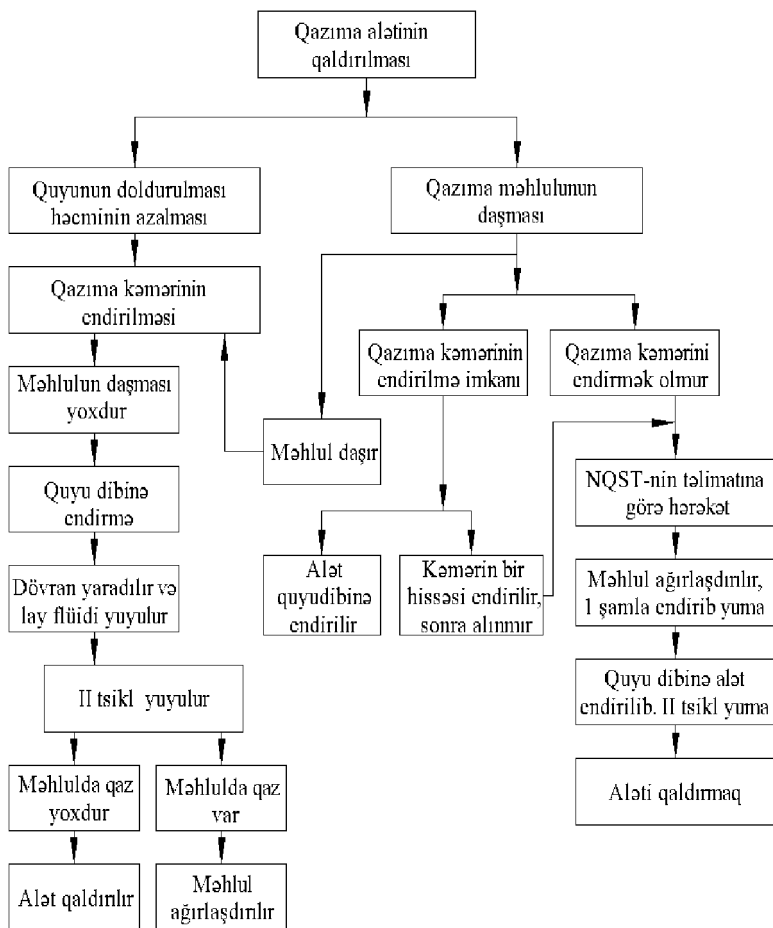 Qazıma alətinin
qaldırılması
Quyunun doldurulması
həcminin azalması
Qazıma məhlulunun
daşması
Qazıma kəmərinin
endirilməsi
Qazıma kəmərinin
endirilmə imkanı
Qazıma kəmərini
endirmək olmur
Məhlulun daşması
yoxdur
Məhlul daşır
Quyu dibinə
endirmə
NQST-nin təlimatına
görə hərəkət
Dövran yaradılır və
lay flüidi yuyulur
Alət
quyudibinə
endirilir
Kəmərin bir
hissəsi endirilir,
sonra alınmır
Məhlul ağırlaşdırılır,
1 şamla endirib yuma
II tsikl yuyulur
Quyu dibinə alət
endirilib. II tsikl yuma
Məhlulda qaz
yoxdur
Məhlulda qaz
var
Aləti qaldırmaq
Alət qaldırılır
Məhlul
ağırlaşdırılır